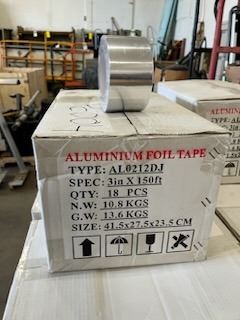 ALUMINIUM FOIL TAPE
TYPE: AL0212DJ
SPEC: 3in X 150ft
QTY: 18 PCS
N.W: 10.8 KGS
G.W: 13.6 KGS
SIZE: 41.5x27.5x23.5 CM